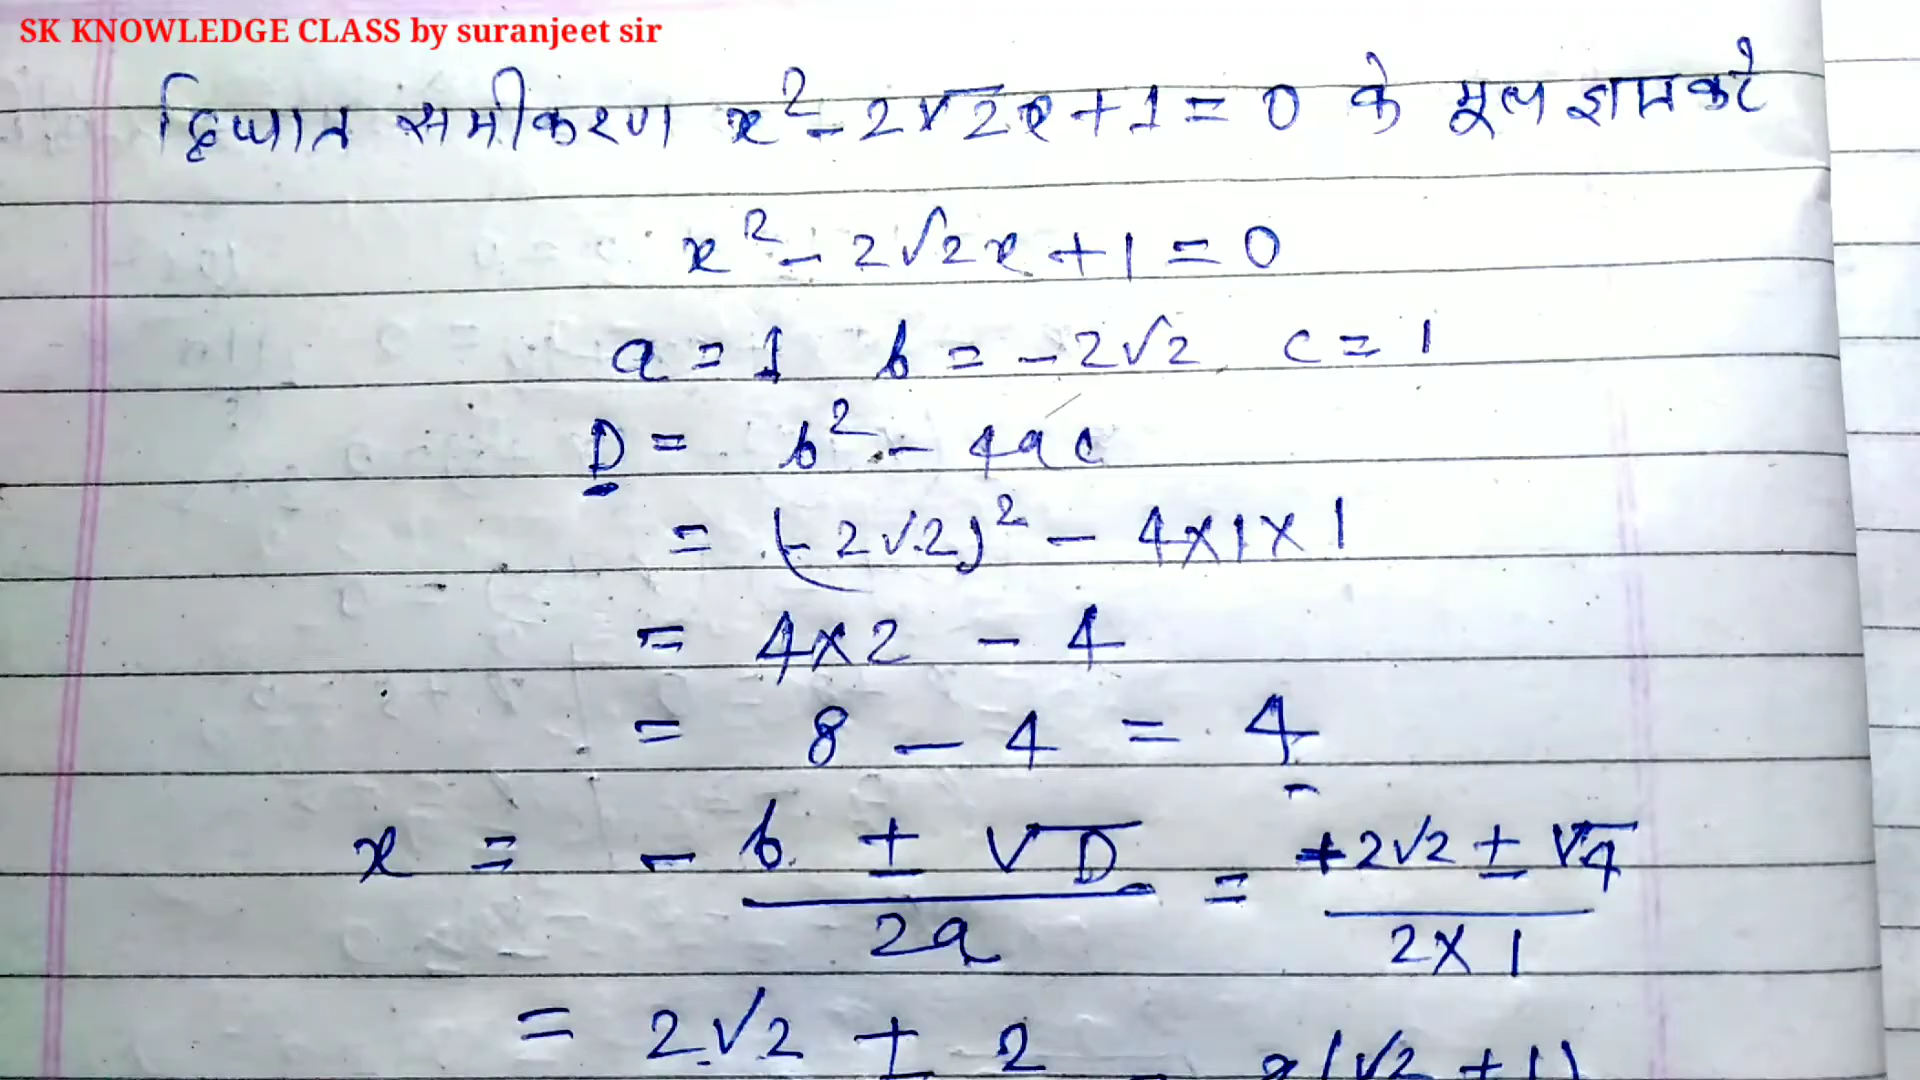 SK KNOWLEDGE CLASS by suranjeet sir
द्विघात समीकरण x² - 2√2x + 1 = 0 के मूल ज्ञात करे
x² - 2√2x + 1 = 0
a = 1 b = -2√2, c = 1
D = b² - 4ac
= (-2√2)² - 4×1×1
= 4×2 - 4
= 8 - 4 = 4
x = -b ± √D / 2a = +2√2 ± √4 / 2×1
= 2√2 ± 2